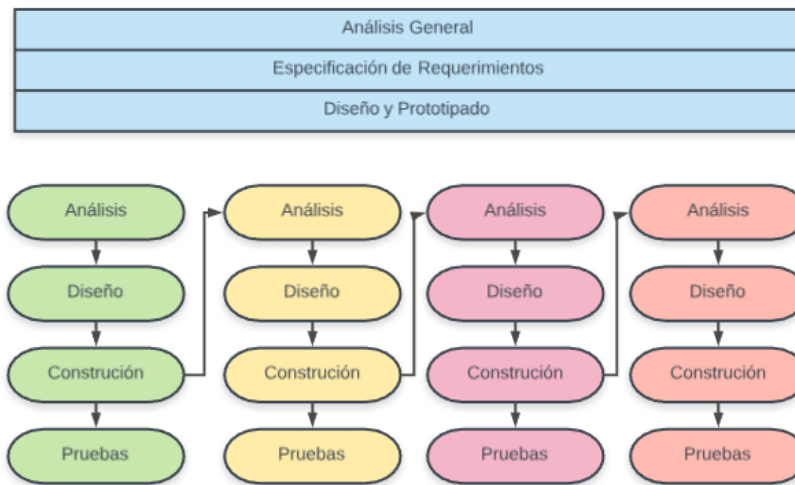 Análisis General
Especificación de Requerimientos
Diseño y Prototipado
Análisis
Análisis
Análisis
Análisis
Diseño
Diseño
Diseño
Diseño
Construción
Construción
Construción
Construción
Pruebas
Pruebas
Pruebas
Pruebas